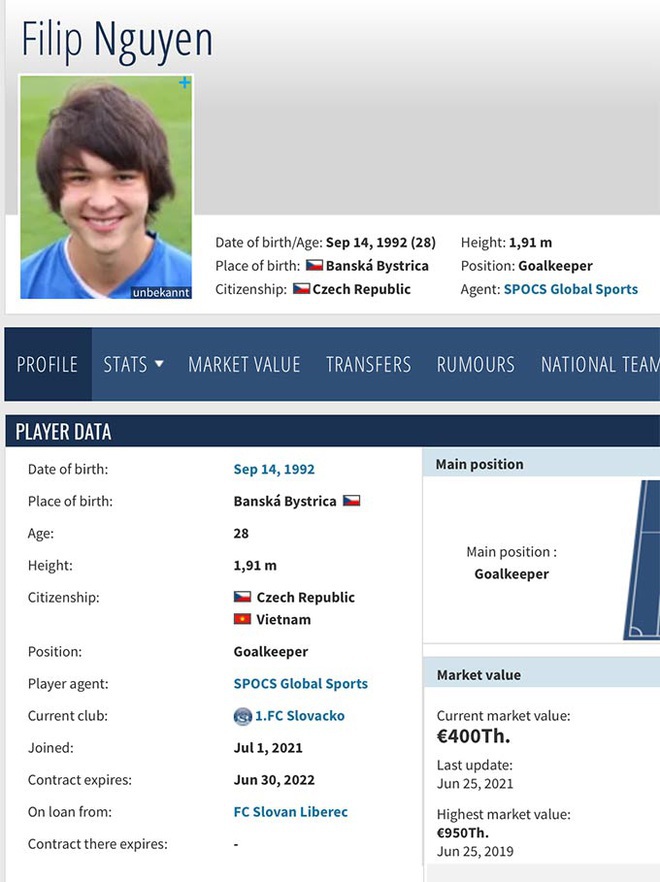 Filip Nguyen
unbekannt
Date of birth/Age: Sep 14, 1992 (28)
Place of birth: Banská Bystrica
Citizenship: Czech Republic
Height: 1,91 m
Position: Goalkeeper
Agent: SPOCS Global Sports
PROFILE STATS MARKET VALUE TRANSFERS RUMOURS NATIONAL TEAM
PLAYER DATA
Date of birth: Sep 14, 1992
Place of birth: Banská Bystrica
Age: 28
Height: 1,91 m
Citizenship: Czech Republic
Vietnam
Position: Goalkeeper
Player agent: SPOCS Global Sports
Current club: 1.FC Slovacko
Joined: Jul 1, 2021
Contract expires: Jun 30, 2022
On loan from: FC Slovan Liberec
Contract there expires: -
Main position
Main position :
Goalkeeper
Market value
Current market value:
€400Th.
Last update:
Jun 25, 2021
Highest market value:
€950Th.
Jun 25, 2019